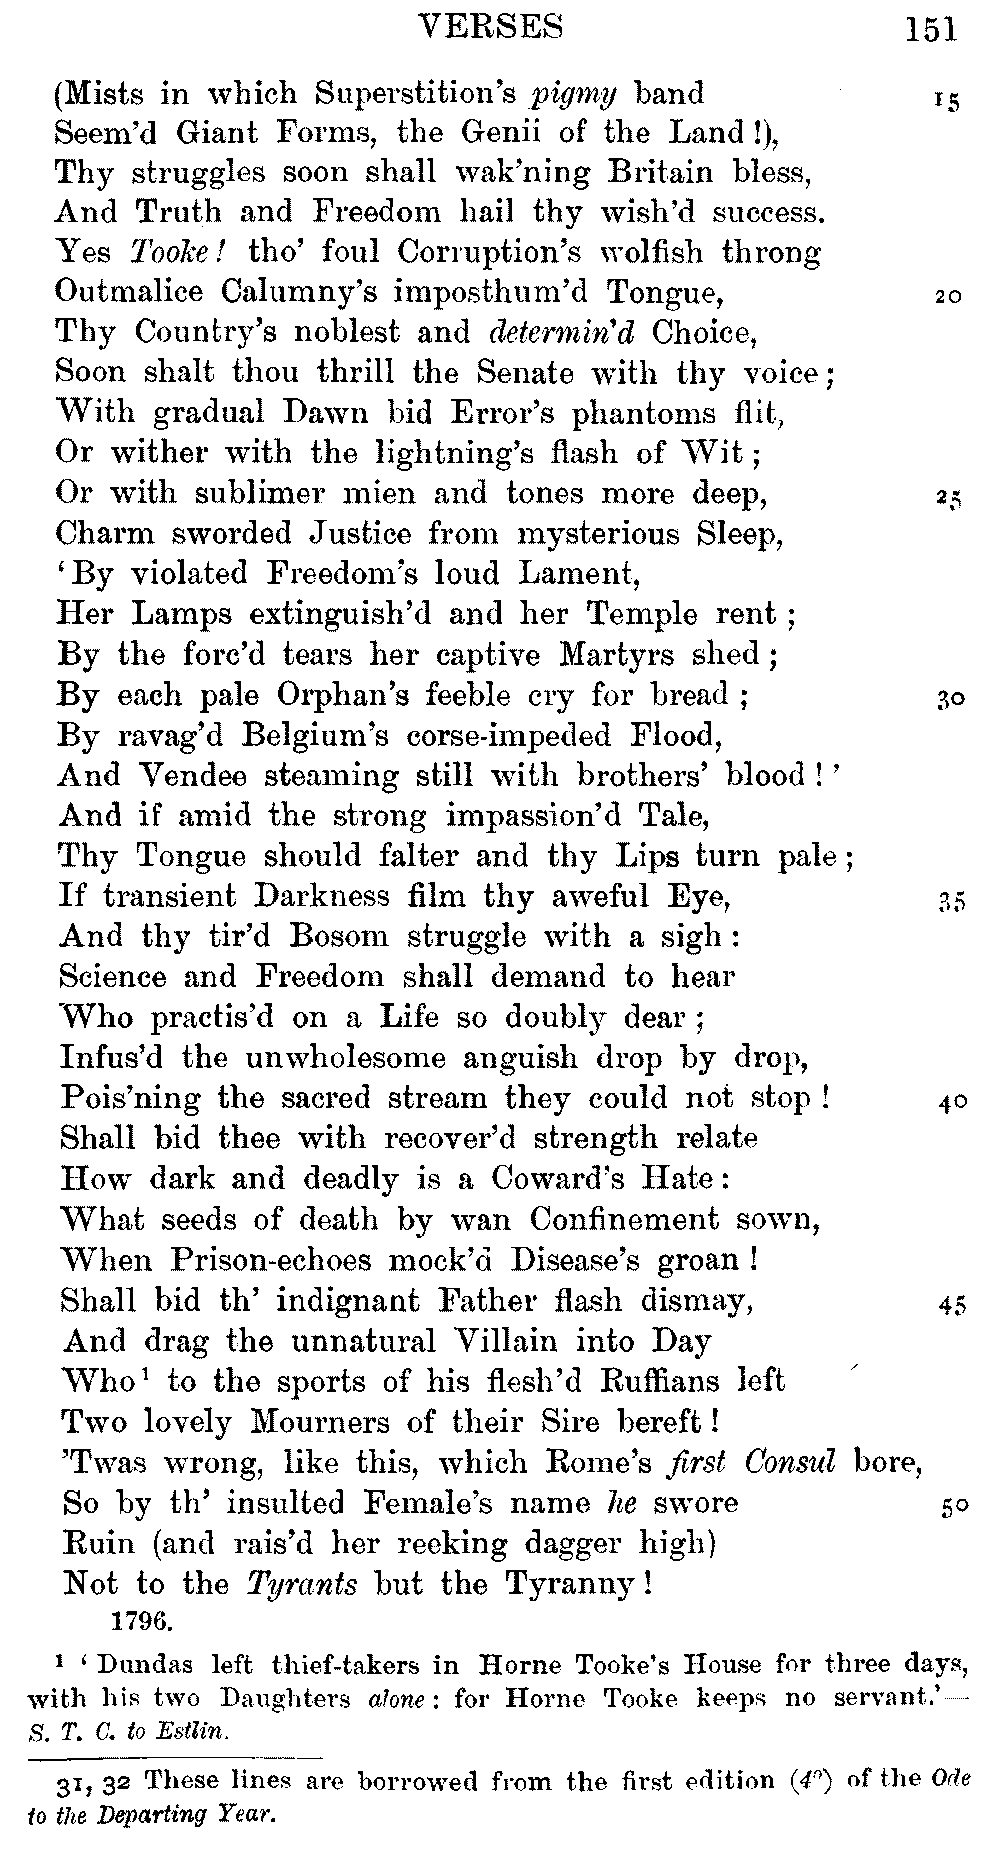 VERSES 151
(Mists in which Superstition's pigmy band 15
Seem'd Giant Forms, the Genii of the Land !),
Thy struggles soon shall wak'ning Britain bless,
And Truth and Freedom hail thy wish'd success.
Yes Tooke ! tho' foul Corruption's wolfish throng
Outmalice Calumny's imposthum'd Tongue, 20
Thy Country's noblest and determin'd Choice,
Soon shalt thou thrill the Senate with thy voice ;
With gradual Dawn bid Error's phantoms flit,
Or wither with the lightning's flash of Wit ;
Or with sublimer mien and tones more deep, 25
Charm sworded Justice from mysterious Sleep,
'By violated Freedom's loud Lament,
Her Lamps extinguish'd and her Temple rent ;
By the forc'd tears her captive Martyrs shed ;
By each pale Orphan's feeble cry for bread ; 30
By ravag'd Belgium's corse-impeded Flood,
And Vendee steaming still with brothers' blood ! '
And if amid the strong impassion'd Tale,
Thy Tongue should falter and thy Lips turn pale ;
If transient Darkness film thy aweful Eye, 35
And thy tir'd Bosom struggle with a sigh :
Science and Freedom shall demand to hear
Who practis'd on a Life so doubly dear ;
Infus'd the unwholesome anguish drop by drop,
Pois'ning the sacred stream they could not stop ! 40
Shall bid thee with recover'd strength relate
How dark and deadly is a Coward's Hate :
What seeds of death by wan Confinement sown,
When Prison-echoes mock'd Disease's groan !
Shall bid th' indignant Father flash dismay, 45
And drag the unnatural Villain into Day
Who¹ to the sports of his flesh'd Ruffians left
Two lovely Mourners of their Sire bereft !
'Twas wrong, like this, which Rome's first Consul bore,
So by th' insulted Female's name he swore 50
Ruin (and rais'd her reeking dagger high)
Not to the Tyrants but the Tyranny !
1796.
¹ ' Dundas left thief-takers in Horne Tooke's House for three days,
with his two Daughters alone : for Horne Tooke keeps no servant.'—
S. T. C. to Estlin.
31, 32 These lines are borrowed from the first edition (4º) of the Ode
to the Departing Year.